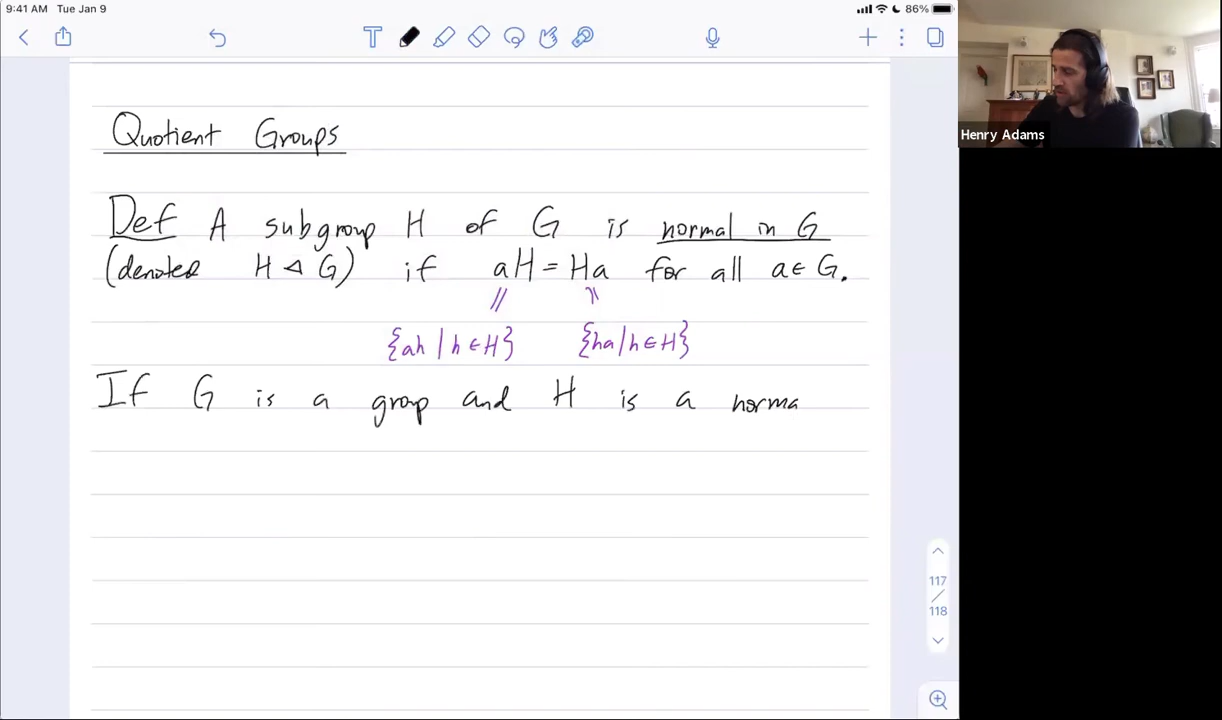 9:41 AM Tue Jan 9
86%
Quotient Groups
Henry Adams
Def A subgroup H of G is normal in G
(denoted H ⊲ G) if aH = Ha for all a ∈ G.
{ah | h ∈ H} {ha | h ∈ H}
If G is a group and H is a norma
117
/
118